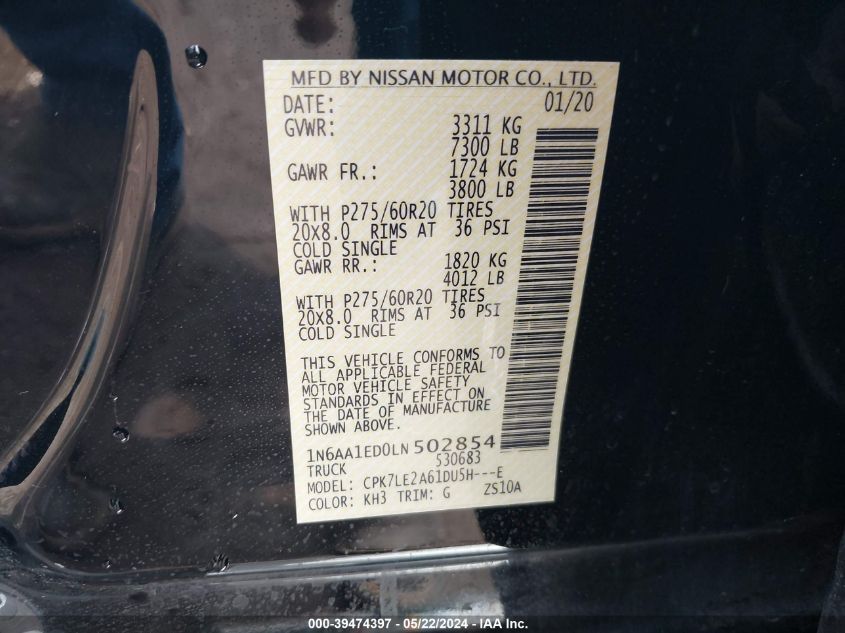 MFD BY NISSAN MOTOR CO., LTD.
DATE: 01/20
GVWR: 3311 KG
7300 LB
GAWR FR.: 1724 KG
3800 LB
WITH P275/60R20 TIRES
20X8.0 RIMS AT 36 PSI
COLD SINGLE
GAWR RR.: 1820 KG
4012 LB
WITH P275/60R20 TIRES
20X8.0 RIMS AT 36 PSI
COLD SINGLE
THIS VEHICLE CONFORMS TO
ALL APPLICABLE FEDERAL
MOTOR VEHICLE SAFETY
STANDARDS IN EFFECT ON
THE DATE OF MANUFACTURE
SHOWN ABOVE.
1N6AA1ED0LN 502854
TRUCK 530683
MODEL: CPK7LE2A61DU5H---E
COLOR: KH3 TRIM: G ZS10A
000-39474397 - 05/22/2024 - IAA Inc.